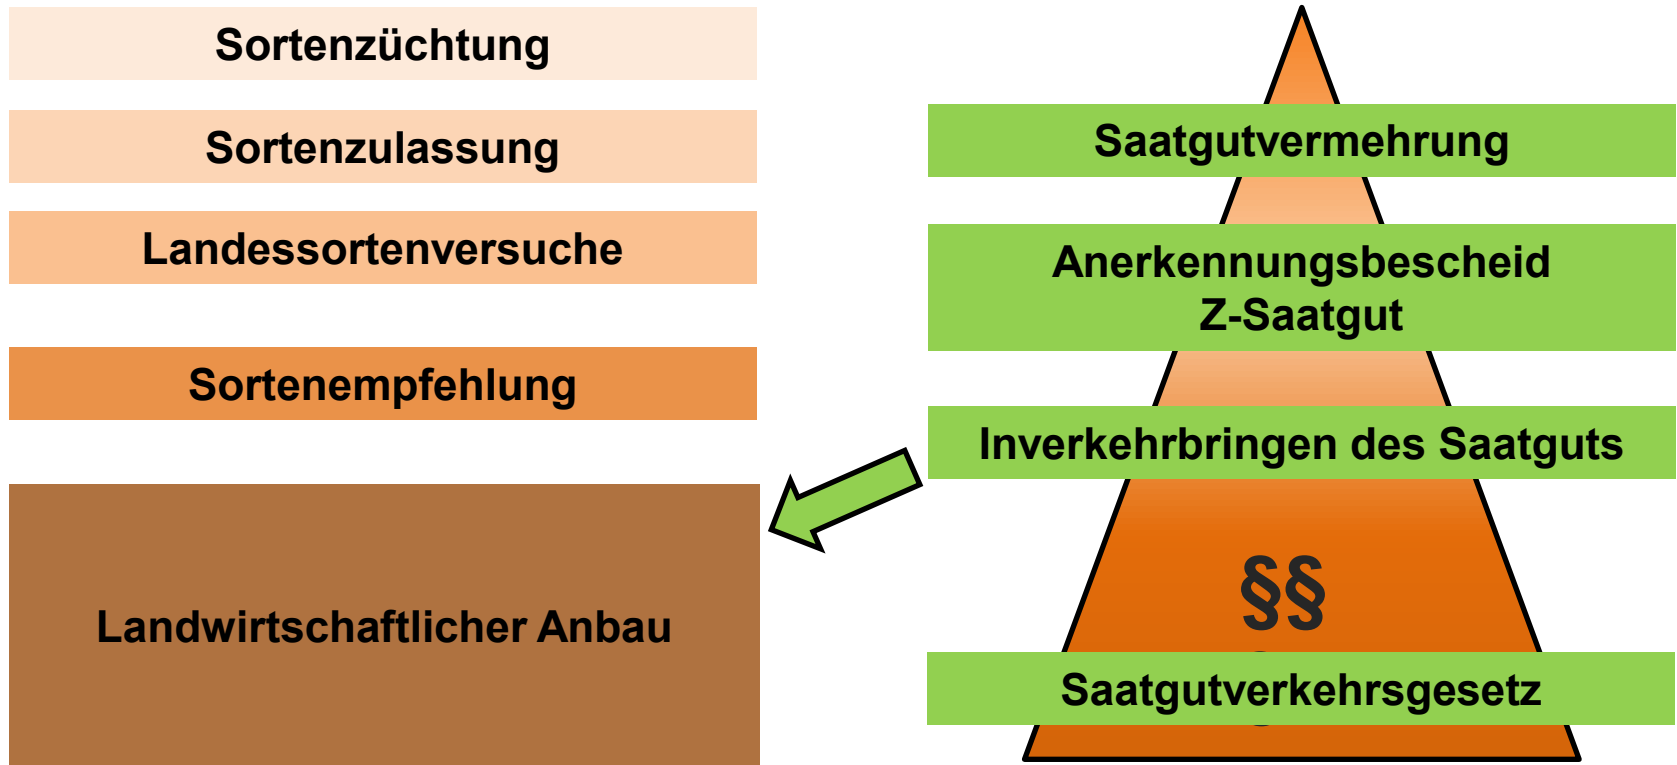 Sortenzüchtung
Sortenzulassung
Landessortenversuche
Sortenempfehlung
Landwirtschaftlicher Anbau
Saatgutvermehrung
Anerkennungsbescheid
Z-Saatgut
Inverkehrbringen des Saatguts
§§
Saatgutverkehrsgesetz